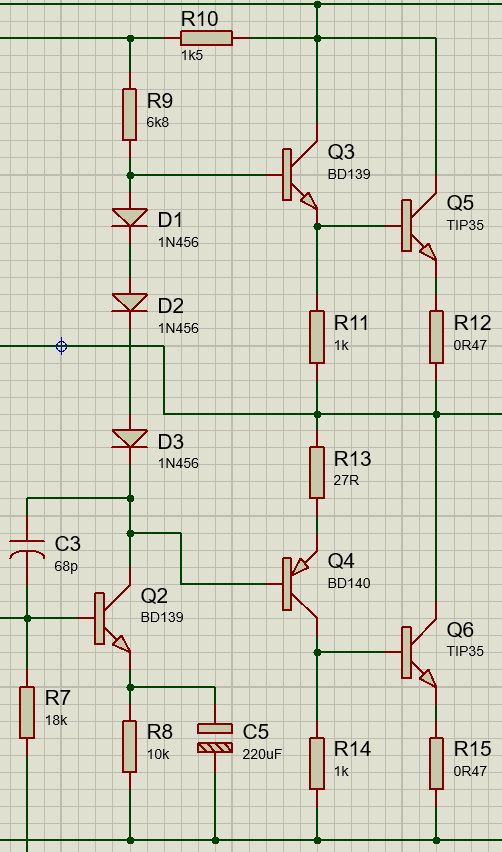 R10
1k5
R9
6k8
Q3
BD139
D1
1N456
Q5
TIP35
D2
1N456
R11
1k
R12
0R47
D3
1N456
R13
27R
C3
68p
Q4
BD140
Q2
BD139
Q6
TIP35
R7
18k
R8
10k
C5
220uF
R14
1k
R15
0R47